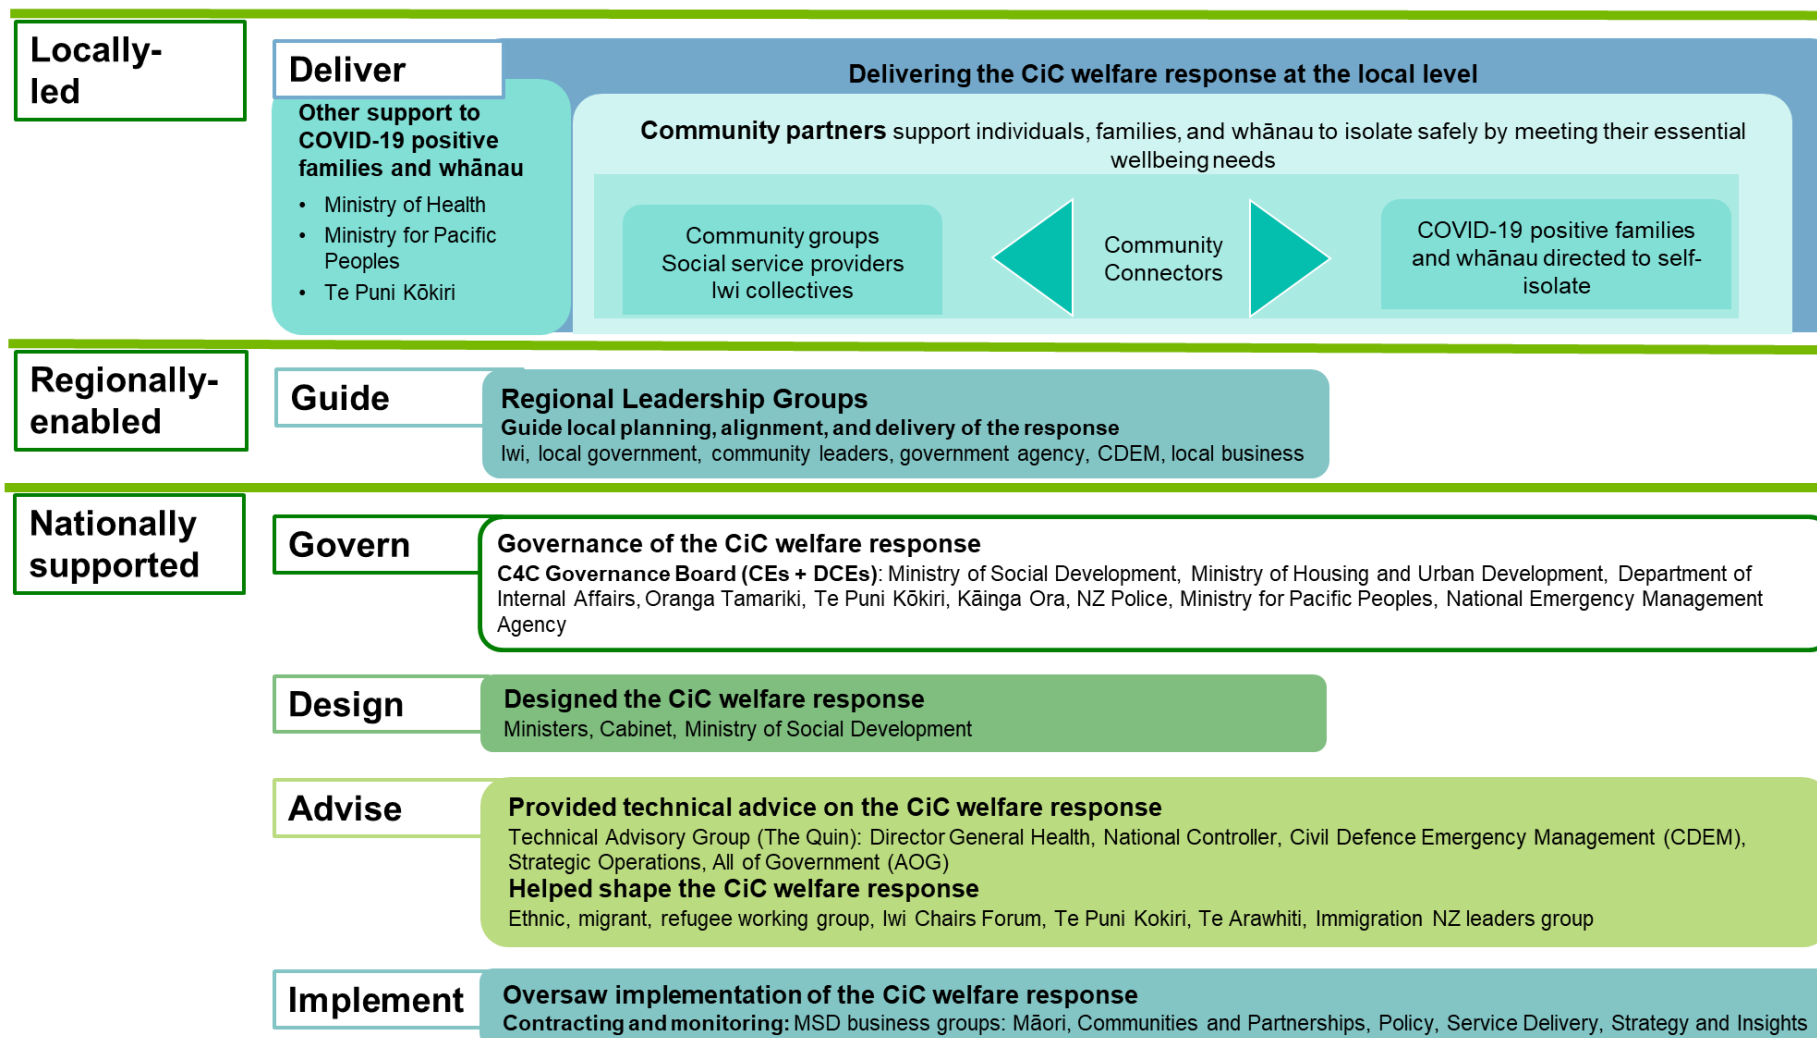 Locally-
led
Deliver
Delivering the CiC welfare response at the local level
Other support to
COVID-19 positive
families and whānau
• Ministry of Health
• Ministry for Pacific
Peoples
• Te Puni Kōkiri
Community partners support individuals, families, and whānau to isolate safely by meeting their essential
wellbeing needs
Community groups
Social service providers
Iwi collectives
Community
Connectors
COVID-19 positive families
and whānau directed to self-
isolate
Regionally-
enabled
Guide
Regional Leadership Groups
Guide local planning, alignment, and delivery of the response
Iwi, local government, community leaders, government agency, CDEM, local business
Nationally
supported
Govern
Governance of the CiC welfare response
C4C Governance Board (CEs + DCEs): Ministry of Social Development, Ministry of Housing and Urban Development, Department of
Internal Affairs, Oranga Tamariki, Te Puni Kōkiri, Kāinga Ora, NZ Police, Ministry for Pacific Peoples, National Emergency Management
Agency
Design
Designed the CiC welfare response
Ministers, Cabinet, Ministry of Social Development
Advise
Provided technical advice on the CiC welfare response
Technical Advisory Group (The Quin): Director General Health, National Controller, Civil Defence Emergency Management (CDEM),
Strategic Operations, All of Government (AOG)
Helped shape the CiC welfare response
Ethnic, migrant, refugee working group, Iwi Chairs Forum, Te Puni Kokiri, Te Arawhiti, Immigration NZ leaders group
Implement
Oversaw implementation of the CiC welfare response
Contracting and monitoring: MSD business groups: Māori, Communities and Partnerships, Policy, Service Delivery, Strategy and Insights